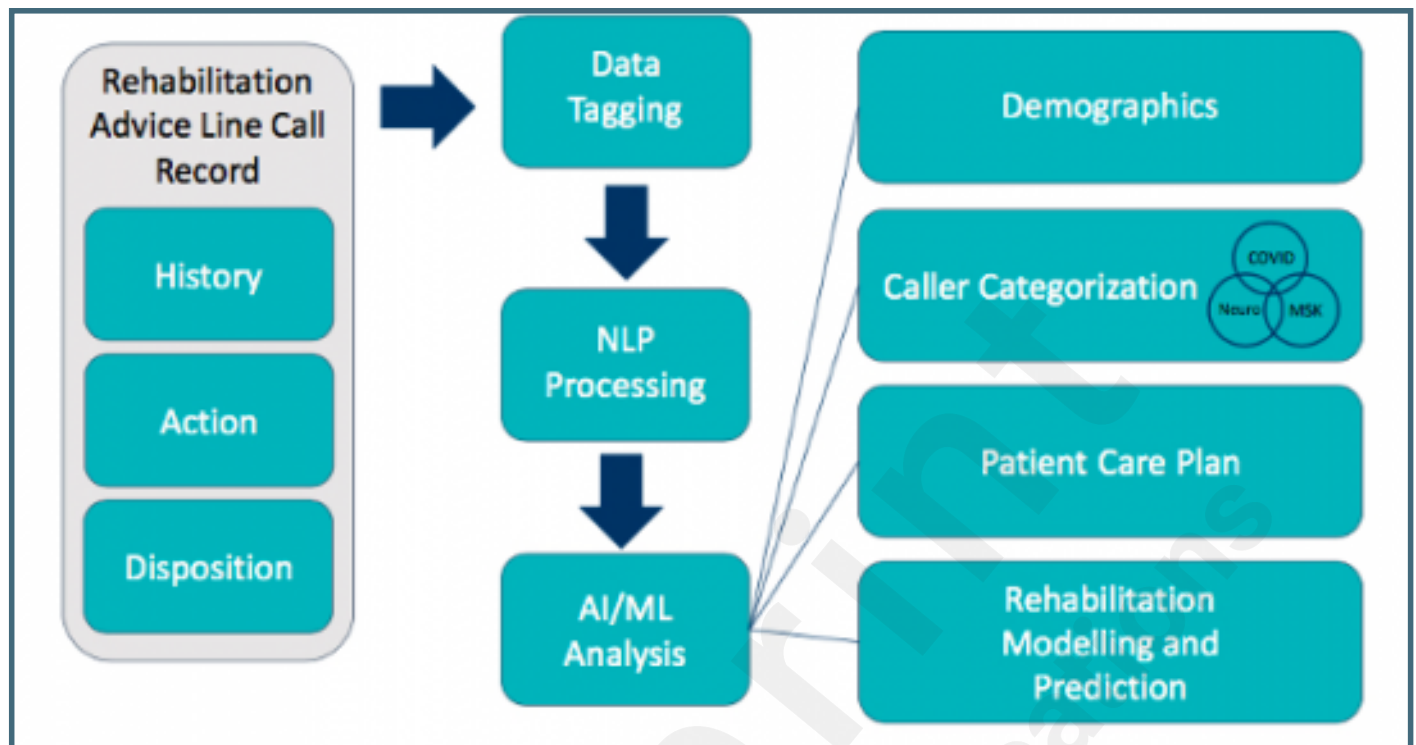 Rehabilitation
Advice Line Call
Record
History
Action
Disposition
Data
Tagging
NLP
Processing
AI/ML
Analysis
Demographics
Caller Categorization
COVID
Neuro
MSK
Patient Care Plan
Rehabilitation
Modelling and
Prediction